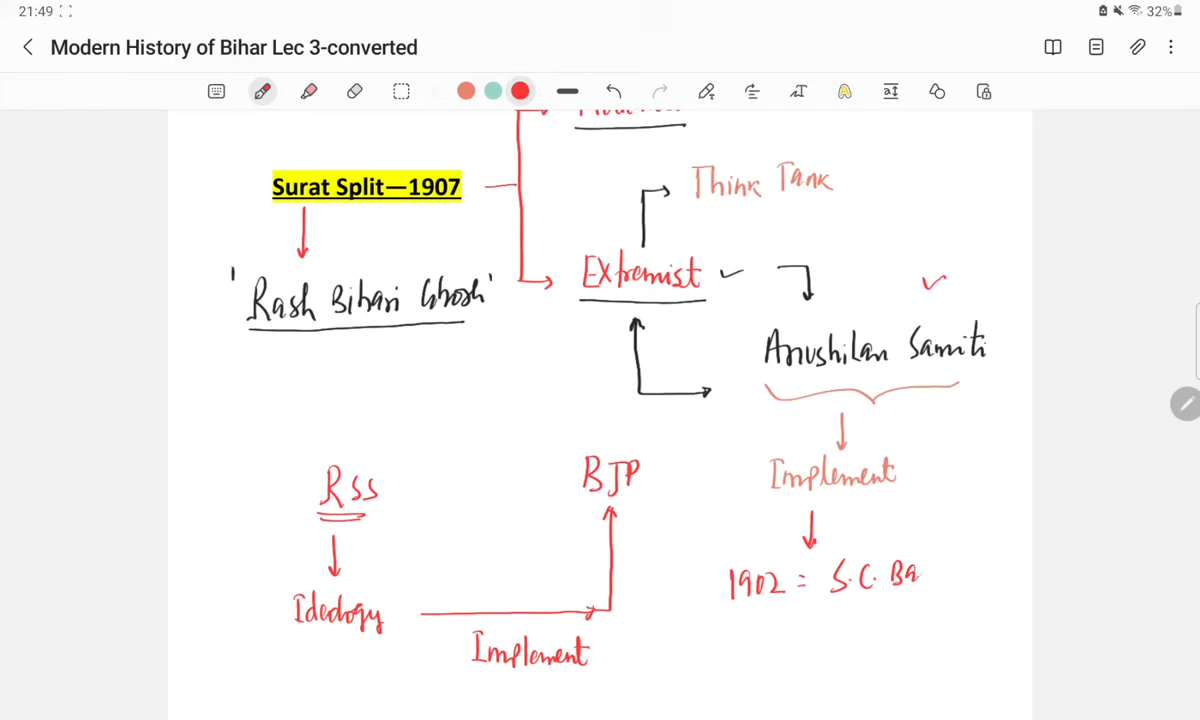 21:49
32%
Modern History of Bihar Lec 3-converted
Think Tank
Surat Split—1907
Extremist
'Rash Bihari Ghosh'
Anushilan Samiti
BJP
Implement
RSS
1902 = S.C. Ba
Ideology
Implement